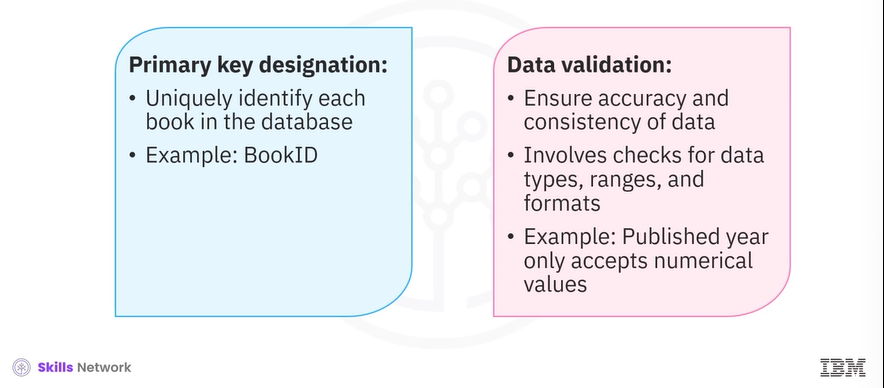 Primary key designation:
• Uniquely identify each
book in the database
• Example: BookID
Data validation:
• Ensure accuracy and
consistency of data
• Involves checks for data
types, ranges, and
formats
• Example: Published year
only accepts numerical
values
Skills Network
IBM